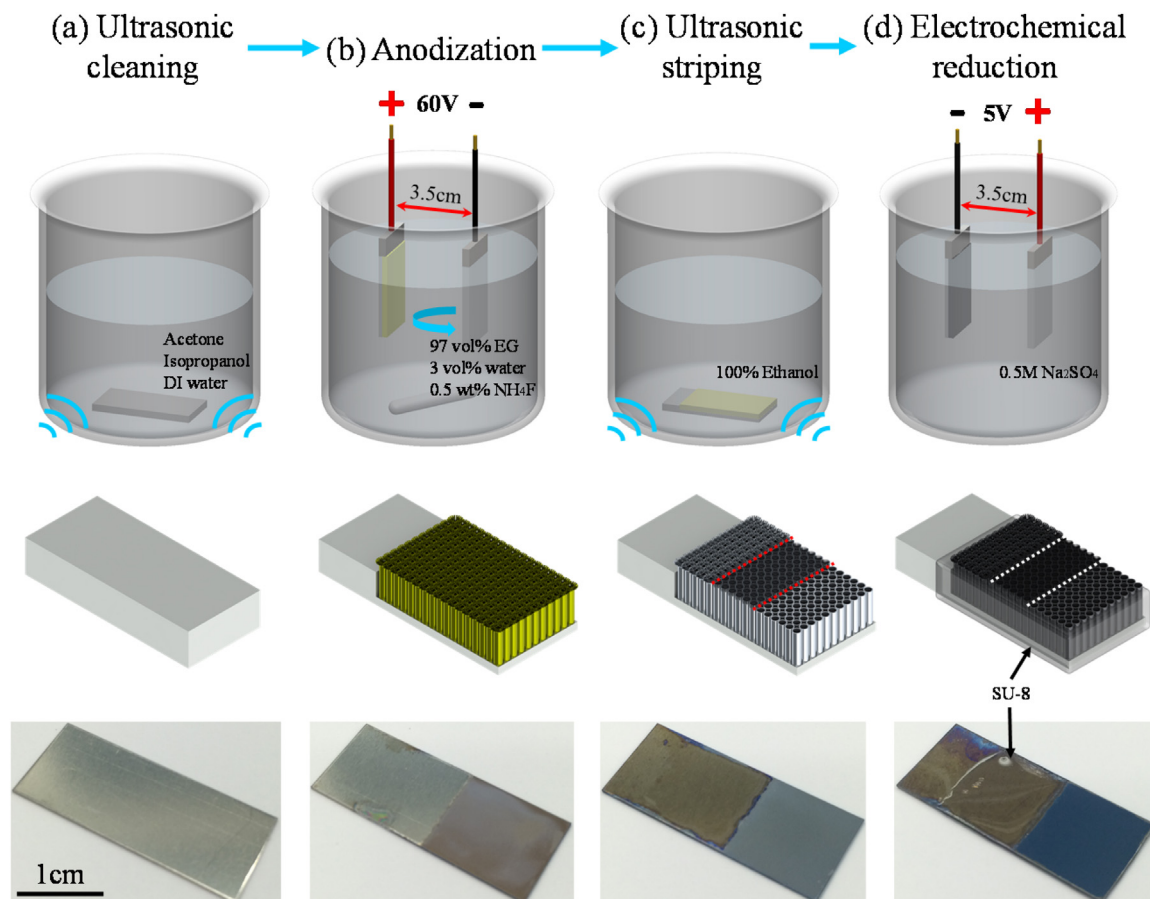 (a) Ultrasonic
cleaning
(b) Anodization
(c) Ultrasonic
striping
(d) Electrochemical
reduction
+ 60V -
- 5V +
3.5cm
3.5cm
Acetone
Isopropanol
DI water
97 vol% EG
3 vol% water
0.5 wt% NH₄F
100% Ethanol
0.5M Na₂SO₄
SU-8
1cm